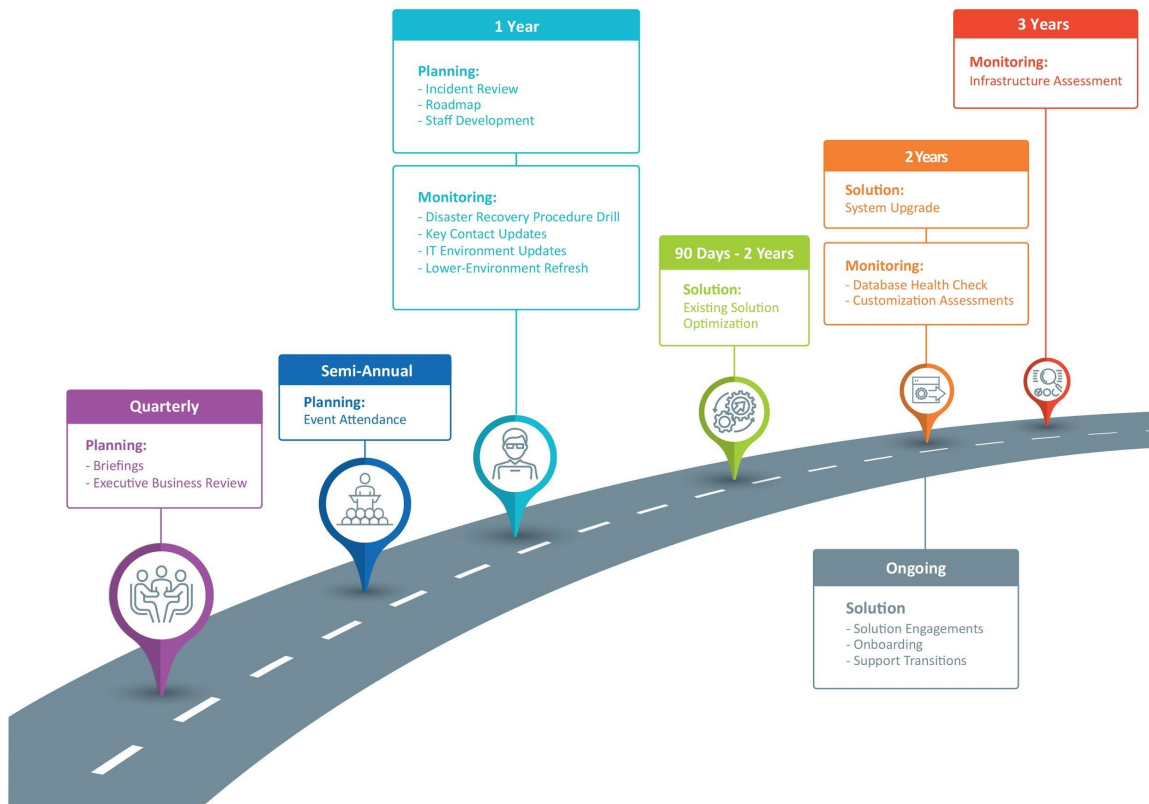 Quarterly
Planning:
- Briefings
- Executive Business Review
Semi-Annual
Planning:
Event Attendance
1 Year
Planning:
- Incident Review
- Roadmap
- Staff Development
Monitoring:
- Disaster Recovery Procedure Drill
- Key Contact Updates
- IT Environment Updates
- Lower-Environment Refresh
90 Days - 2 Years
Solution:
Existing Solution
Optimization
2 Years
Solution:
System Upgrade
Monitoring:
- Database Health Check
- Customization Assessments
3 Years
Monitoring:
Infrastructure Assessment
Ongoing
Solution
- Solution Engagements
- Onboarding
- Support Transitions